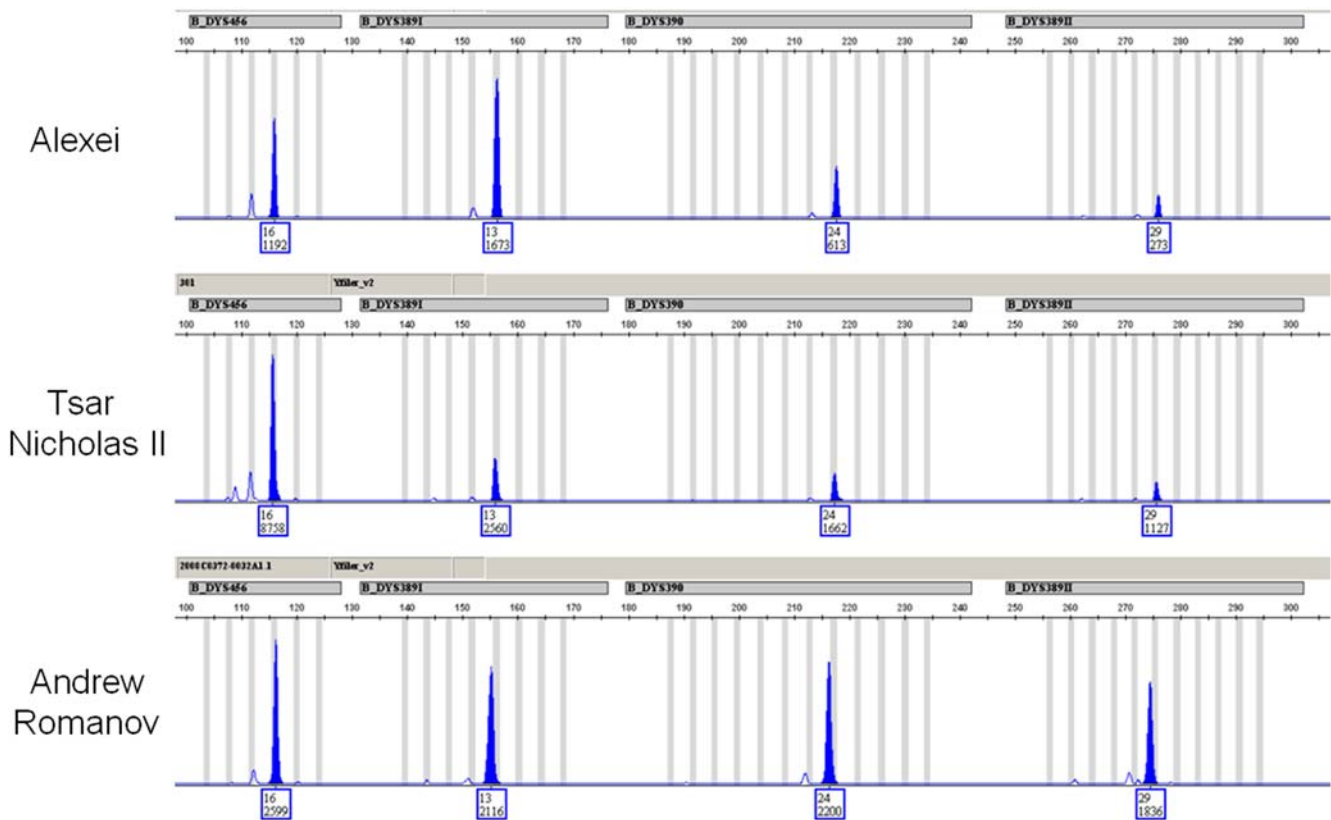 B_DYS456 B_DYS389I B_DYS390 B_DYS389II
100 110 120 130 140 150 160 170 180 190 200 210 220 230 240 250 260 270 280 290 300
Alexei
16 13 24 29
1192 1673 613 273
301 Yfiler_v2
B_DYS456 B_DYS389I B_DYS390 B_DYS389II
100 110 120 130 140 150 160 170 180 190 200 210 220 230 240 250 260 270 280 290 300
Tsar
Nicholas II
16 13 24 29
8758 2560 1662 1127
2008C0372-0032A1.1 Yfiler_v2
B_DYS456 B_DYS389I B_DYS390 B_DYS389II
100 110 120 130 140 150 160 170 180 190 200 210 220 230 240 250 260 270 280 290 300
Andrew
Romanov
16 13 24 29
2599 2116 2200 1836